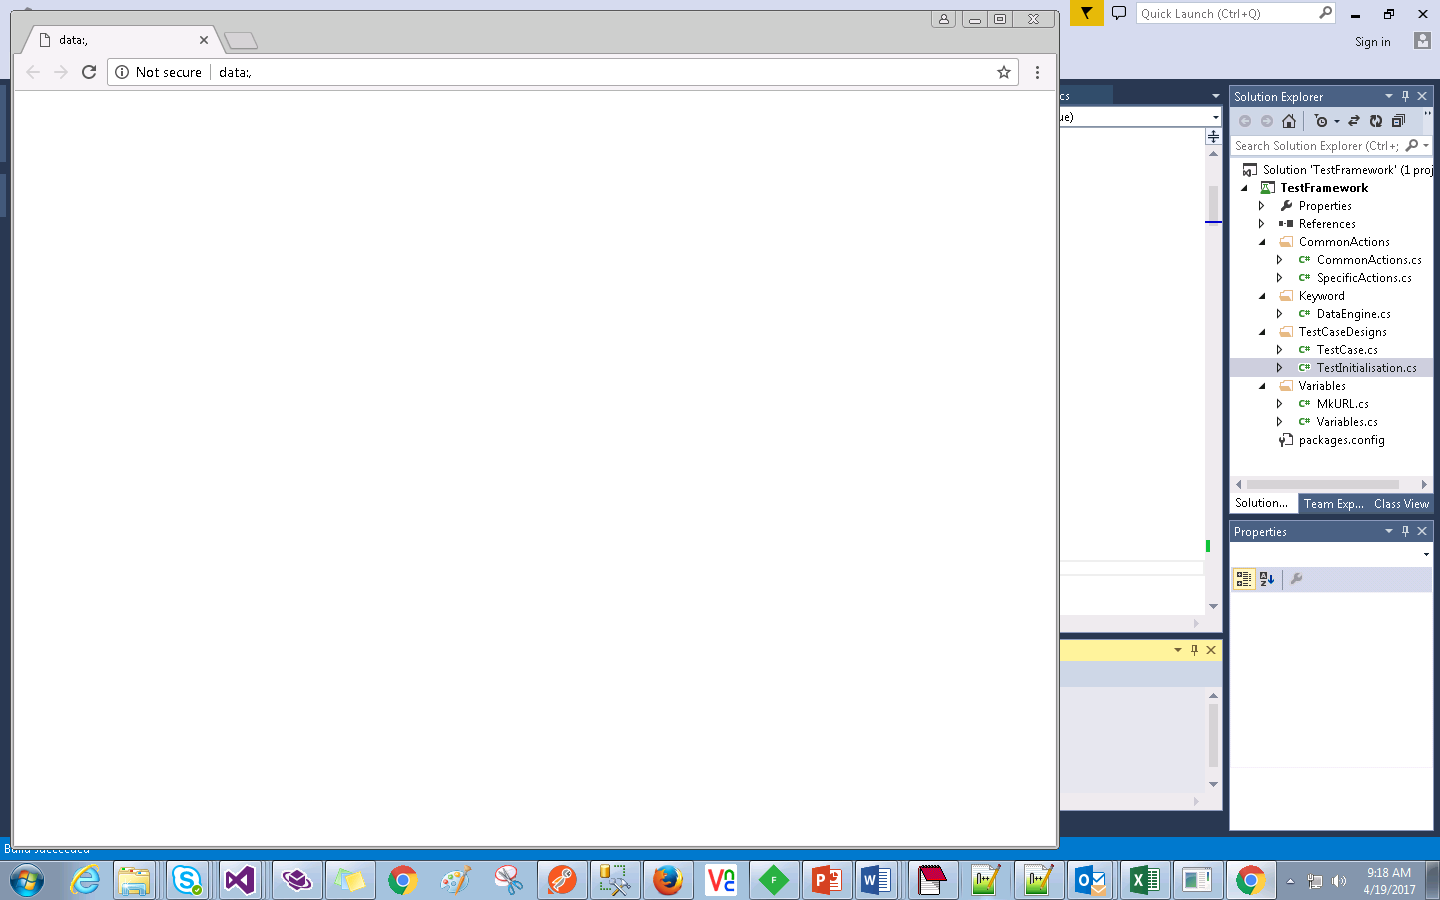 data:,
Not secure
data:,
Quick Launch (Ctrl+Q)
Sign in
cs
ue)
Solution Explorer
Search Solution Explorer (Ctrl+;
Solution 'TestFramework' (1 proj
TestFramework
Properties
References
CommonActions
CommonActions.cs
SpecificActions.cs
Keyword
DataEngine.cs
TestCaseDesigns
TestCase.cs
TestInitialisation.cs
Variables
MkURL.cs
Variables.cs
packages.config
Solution... Team Exp... Class View
Properties
Build succeeded
9:18 AM
4/19/2017